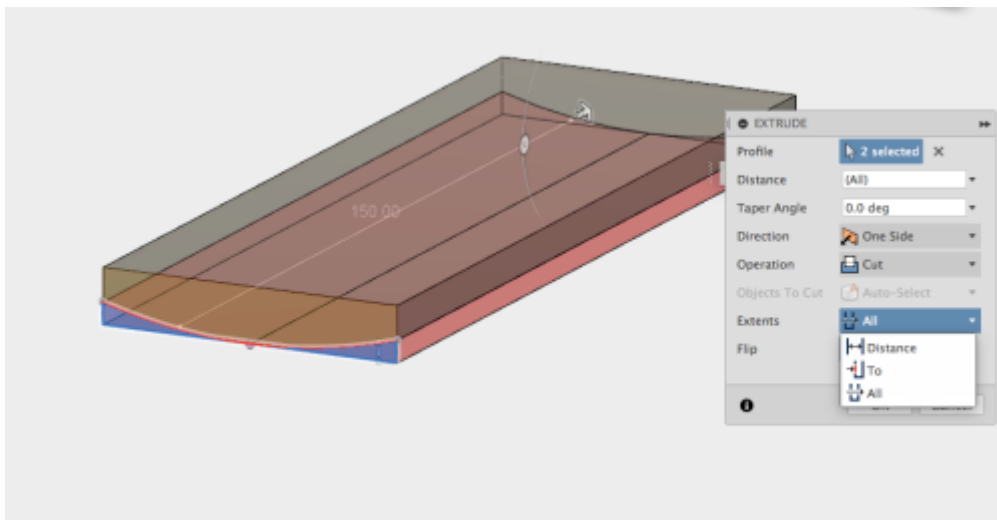 EXTRUDE
Profile 2 selected
Distance (All)
Taper Angle 0.0 deg
Direction One Side
Operation Cut
Objects To Cut Auto-Select
Extents All
Flip
Distance
To
All
150.00